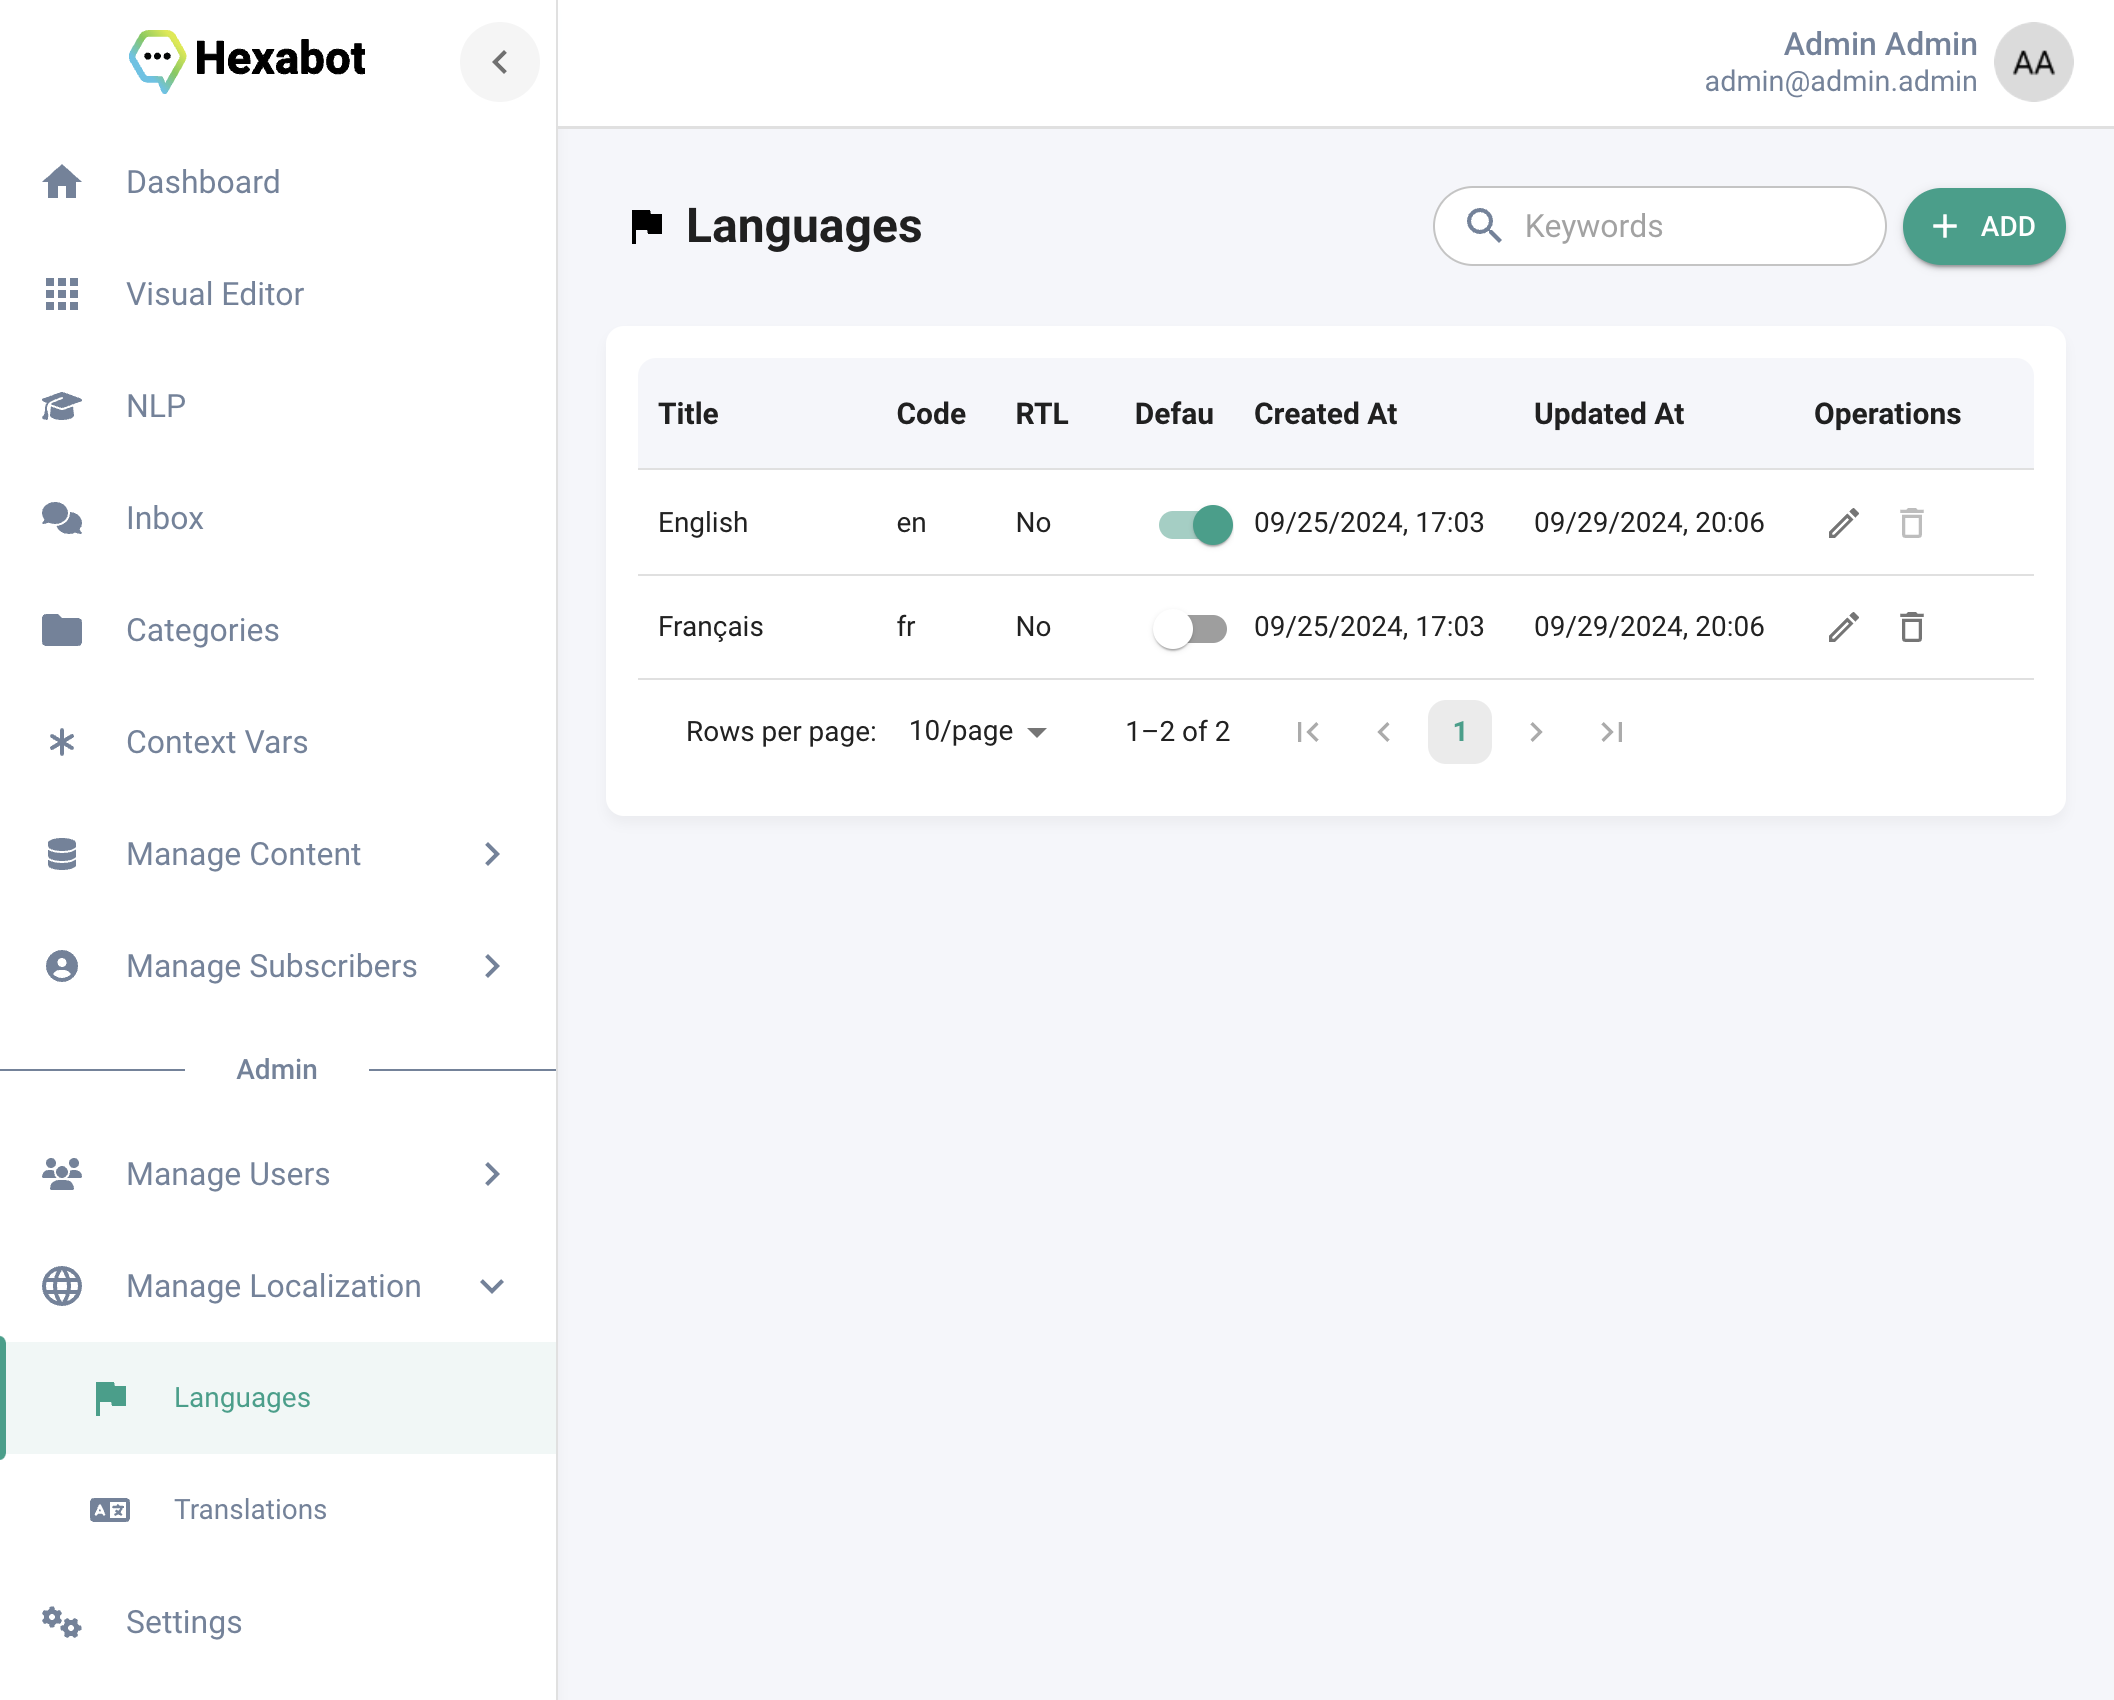 Hexabot
Admin Admin
admin@admin.admin
AA
Dashboard
Visual Editor
NLP
Inbox
Categories
Context Vars
Manage Content
Manage Subscribers
Admin
Manage Users
Manage Localization
Languages
Translations
Settings
Languages
Keywords
ADD
Title Code RTL Defau Created At Updated At Operations
English en No 09/25/2024, 17:03 09/29/2024, 20:06
Français fr No 09/25/2024, 17:03 09/29/2024, 20:06
Rows per page: 10/page 1–2 of 2 1